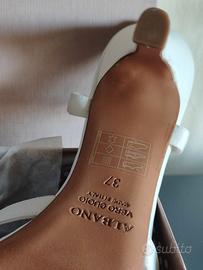 37
MADE IN ITALY
VERO CUOIO
ALBANO
subito